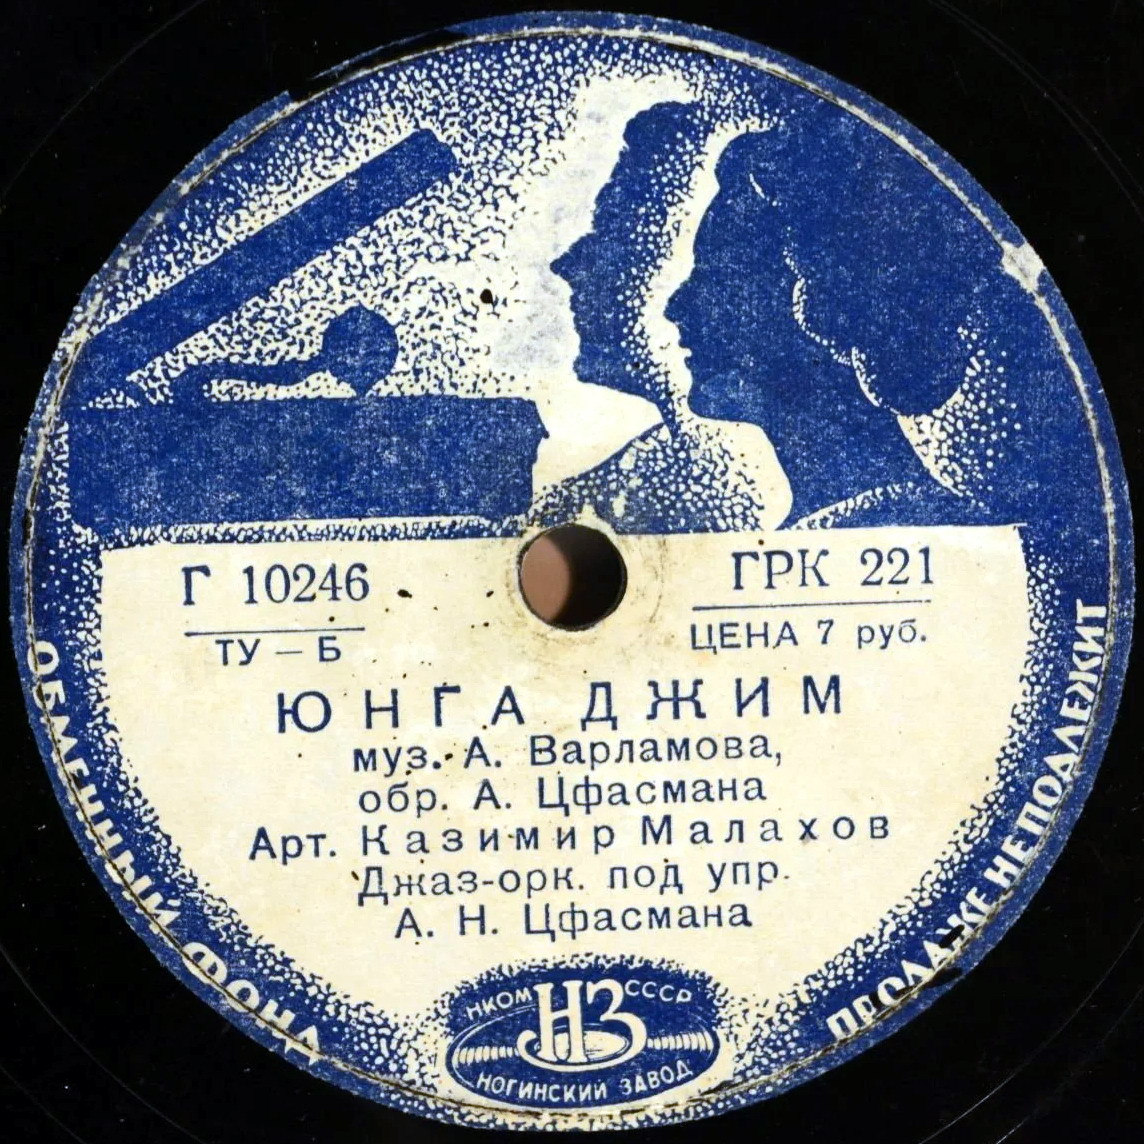 Г 10246
ТУ – Б
ГРК 221
ЦЕНА 7 руб.
ЮНГА ДЖИМ
муз. А. Варламова,
обр. А. Цфасмана
Арт. Казимир Малахов
Джаз-орк. под упр.
А. Н. Цфасмана
ОБМЕННЫЙ ФОНД
ПРОДАЖЕ НЕ ПОДЛЕЖИТ
НКОМ НЗ СССР
НОГИНСКИЙ ЗАВОД